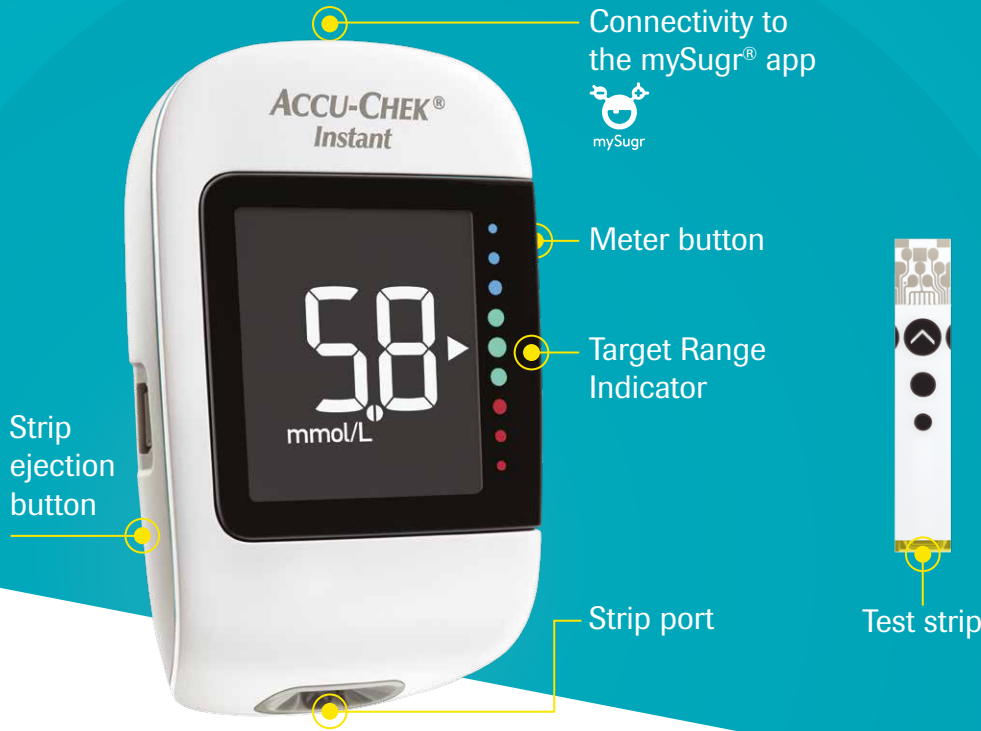 Connectivity to
the mySugr® app
mySugr
ACCU-CHEK®
Instant
Meter button
5.8
mmol/L
Target Range
Indicator
Strip
ejection
button
Strip port
Test strip